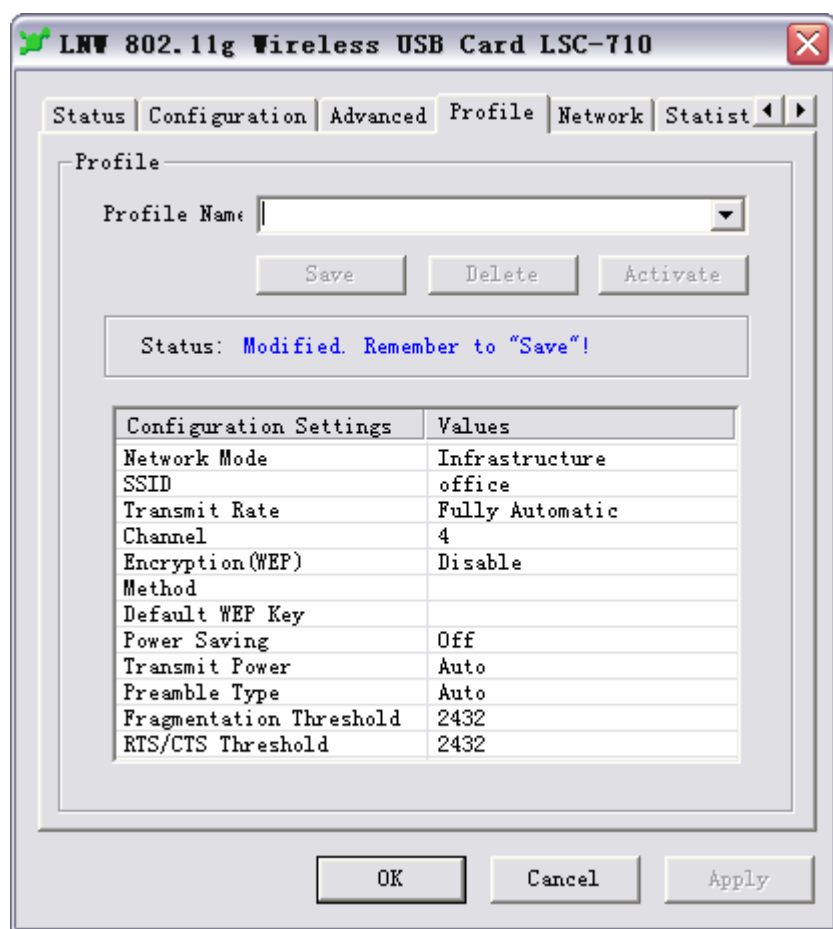 LNW 802.11g Wireless USB Card LSC-710
Status Configuration Advanced Profile Network Statist
Profile
Profile Name
Save Delete Activate
Status: Modified. Remember to "Save"!
Configuration Settings Values
Network Mode Infrastructure
SSID office
Transmit Rate Fully Automatic
Channel 4
Encryption(WEP) Disable
Method
Default WEP Key
Power Saving Off
Transmit Power Auto
Preamble Type Auto
Fragmentation Threshold 2432
RTS/CTS Threshold 2432
OK Cancel Apply